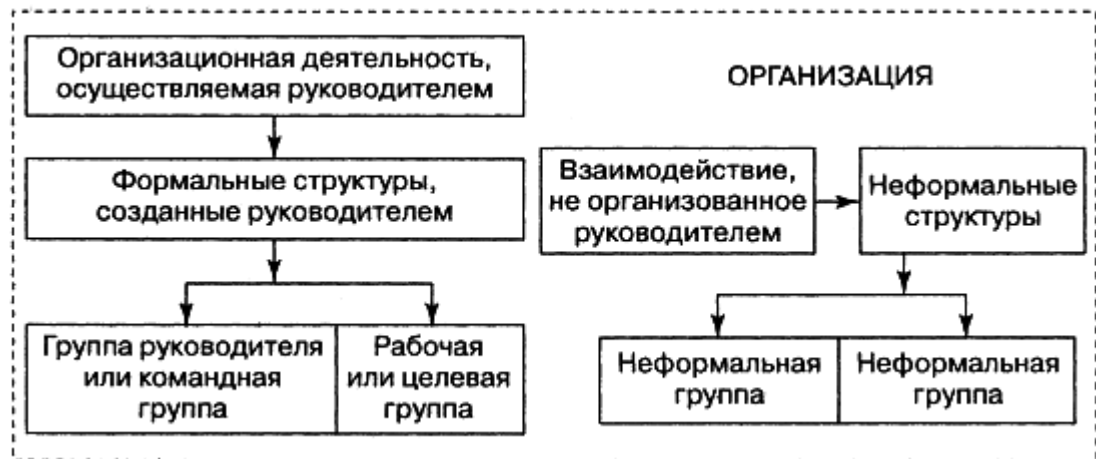 Организационная деятельность,
осуществляемая руководителем
ОРГАНИЗАЦИЯ
Формальные структуры,
созданные руководителем
Взаимодействие,
не организованное
руководителем
Неформальные
структуры
Группа руководителя
или командная
группа
Рабочая
или целевая
группа
Неформальная
группа
Неформальная
группа